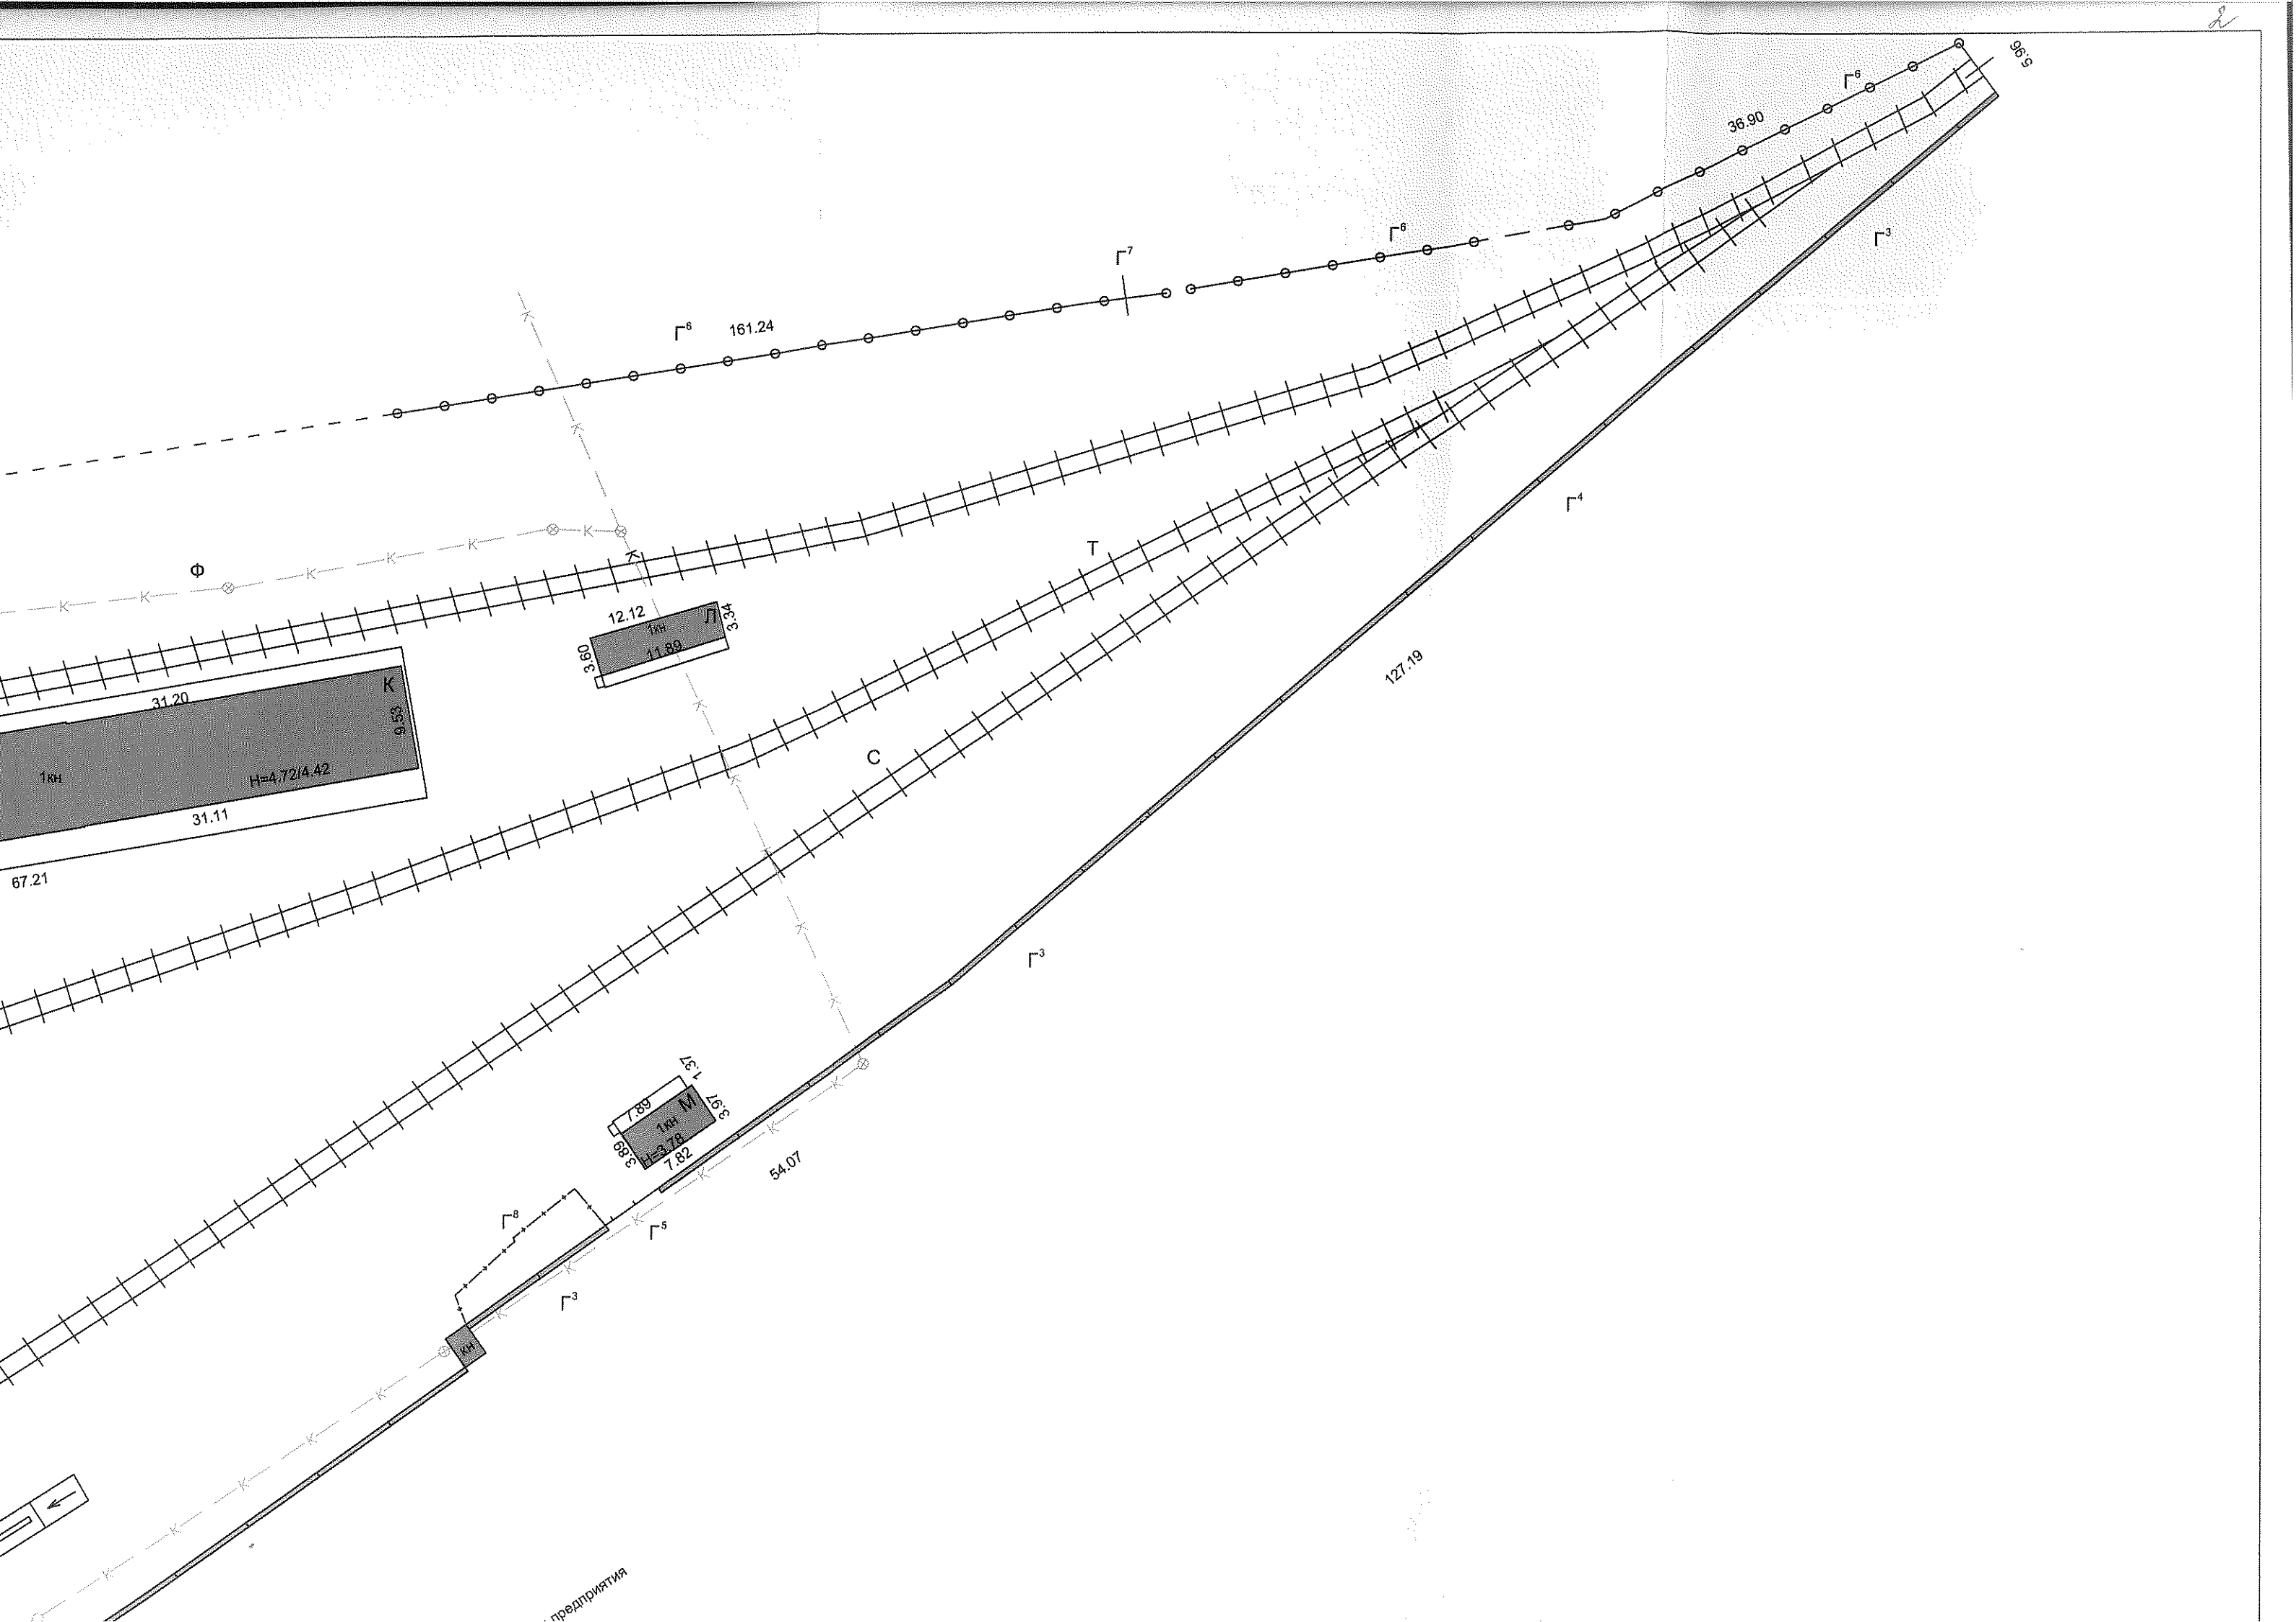 2
5.96
Г⁶
36.90
Г³
Г⁶
Г⁷
Г⁶
161.24
К
К
Г⁴
К
К
К
К
К
Ф
К
К
Т
12.12
Л
3.34
1кн
11.89
3.60
127.19
К
31.20
9.53
К
1кн
Н=4.72/4.42
31.11
С
К
67.21
К
К
Г³
К
1.37
К
7.89
М
3.97
1кн
Н=3.78
3.89
7.82
К
54.07
К
Г⁸
Г⁵
К
К
Г³
К
кн
К
К
К
К
К
предприятия